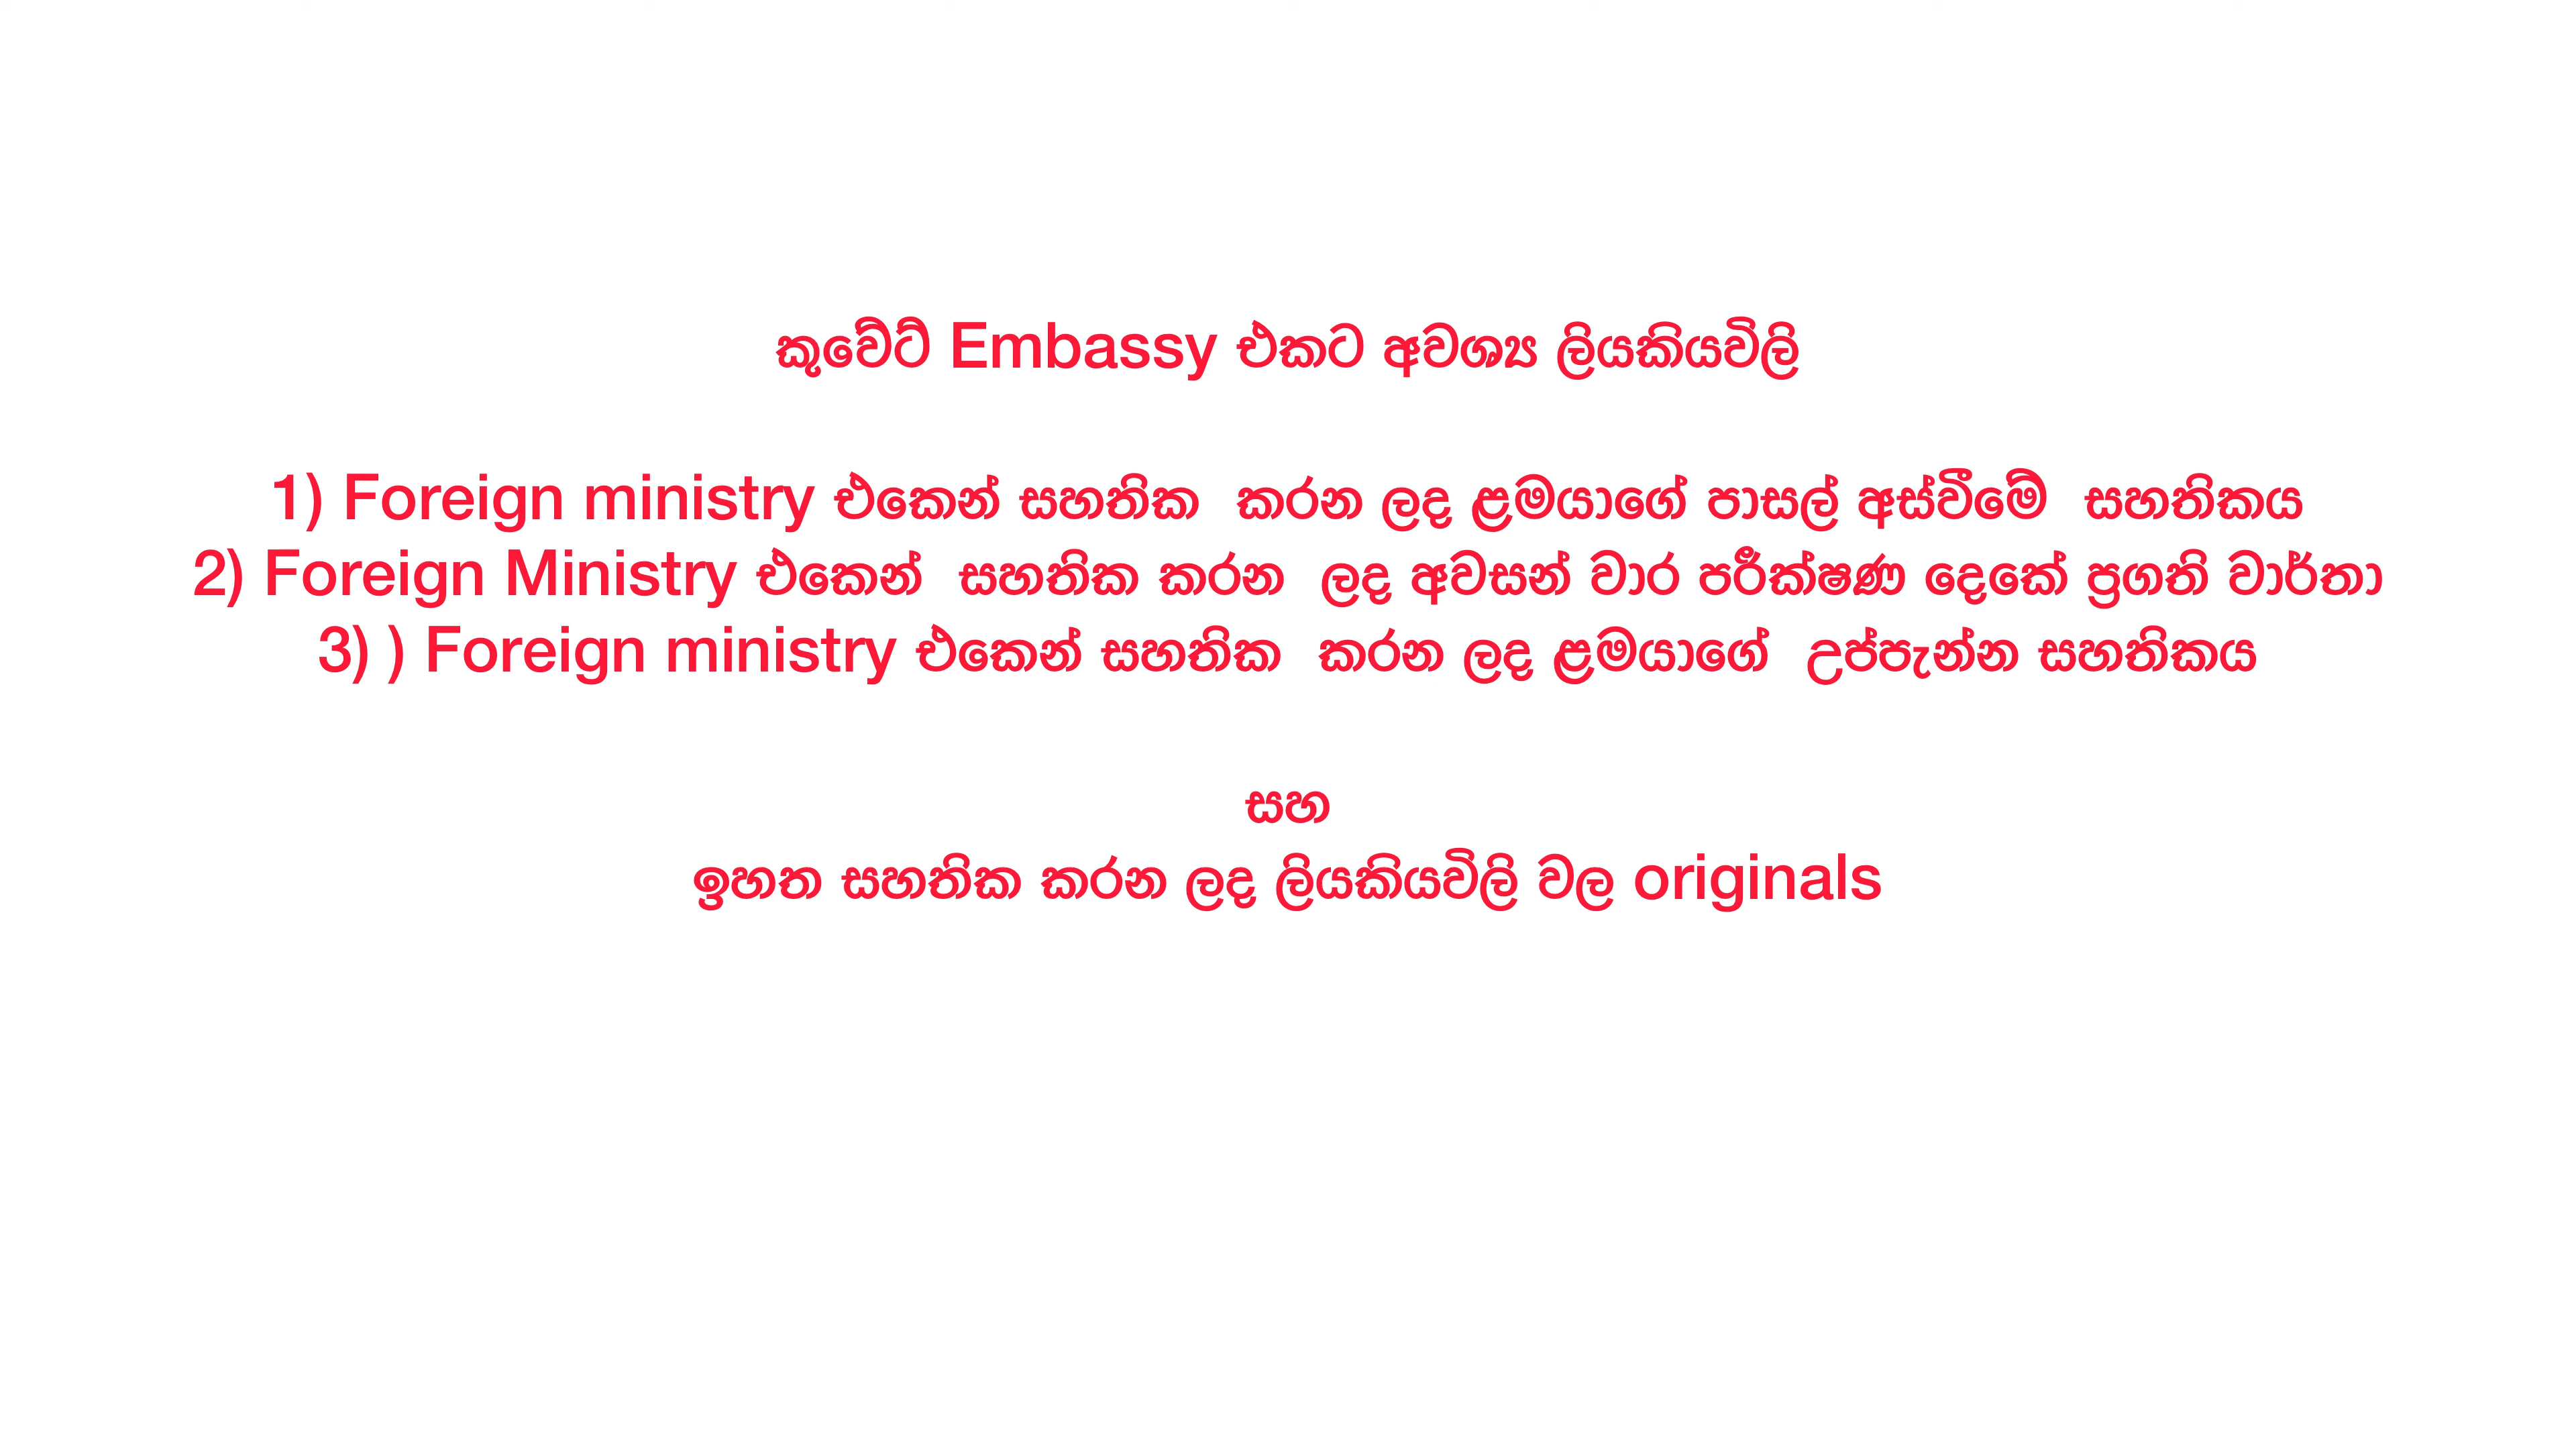 කුවේට් Embassy එකට අවශ්‍ය ලියකියවිලි
1) Foreign ministry එකෙන් සහතික  කරන ලද ළමයාගේ පාසල් අස්වීමේ  සහතිකය
2) Foreign Ministry එකෙන්  සහතික කරන  ලද අවසන් වාර පරීක්ෂණ දෙකේ ප්‍රගති වාර්තා
3) ) Foreign ministry එකෙන් සහතික  කරන ලද ළමයාගේ  උප්පැන්න සහතිකය
සහ
ඉහත සහතික කරන ලද ලියකියවිලි වල originals